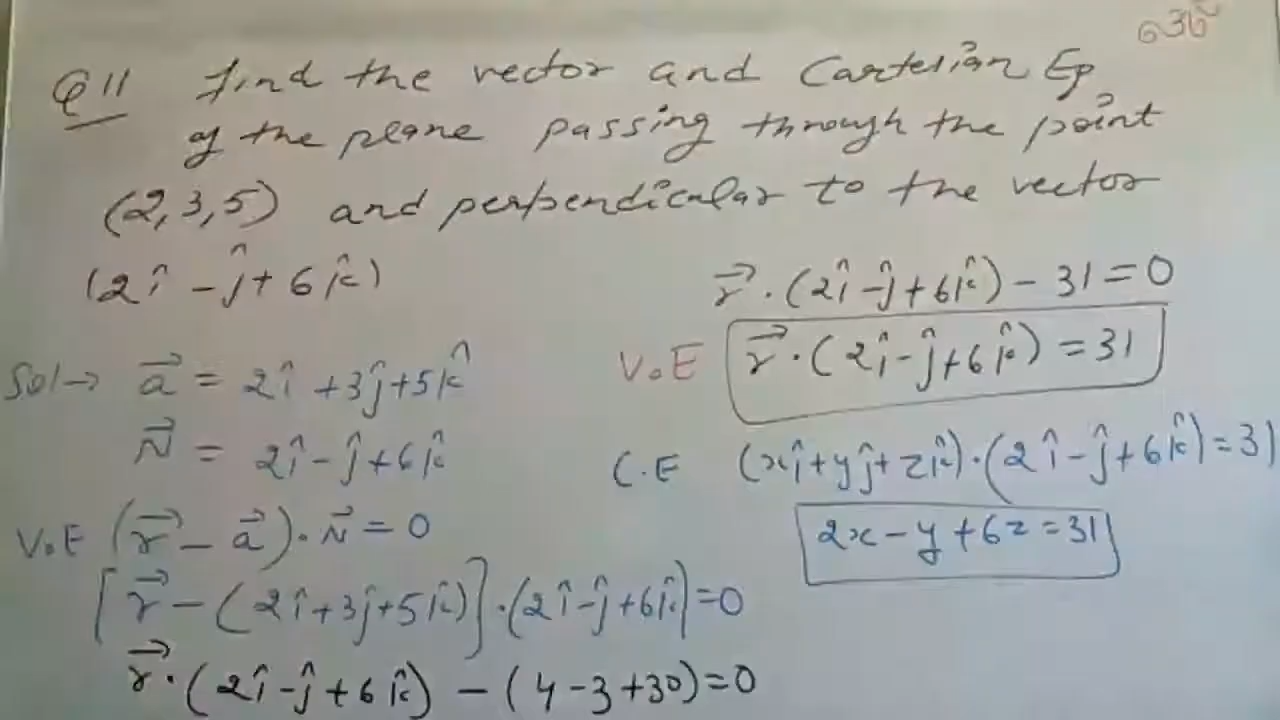 Q11 find the vector and Cartesian Eq
of the plane passing through the point
(2,3,5) and perpendicular to the vector
(2î - ĵ + 6k̂)
Sol→ a⃗ = 2î + 3ĵ + 5k̂
N⃗ = 2î - ĵ + 6k̂
V.E (r⃗ - a⃗).N⃗ = 0
[r⃗ - (2î + 3ĵ + 5k̂)].(2î - ĵ + 6k̂) = 0
r⃗.(2î - ĵ + 6k̂) - (4 - 3 + 30) = 0
r⃗.(2î - ĵ + 6k̂) - 31 = 0
V.E r⃗.(2î - ĵ + 6k̂) = 31
C.E (xî + yĵ + zk̂).(2î - ĵ + 6k̂) = 31
2x - y + 6z = 31